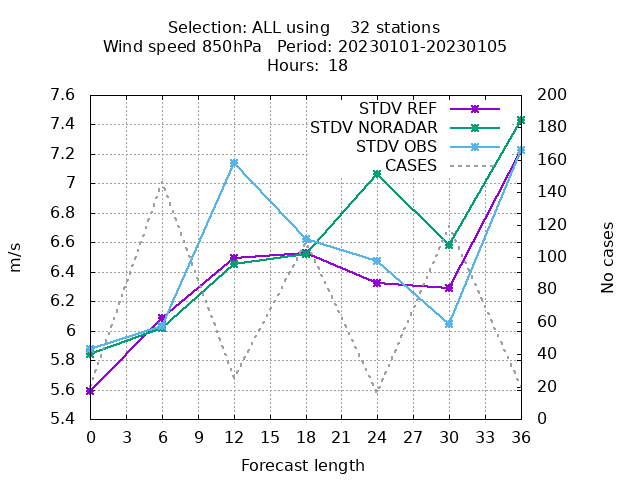 Selection: ALL using    32 stations
Wind speed 850hPa   Period: 20230101-20230105
Hours:  18
STDV REF
STDV NORADAR
STDV OBS
CASES
7.6
7.4
7.2
7
6.8
6.6
6.4
6.2
6
5.8
5.6
5.4
m/s
200
180
160
140
120
100
80
60
40
20
0
No cases
0 3 6 9 12 15 18 21 24 27 30 33 36
Forecast length